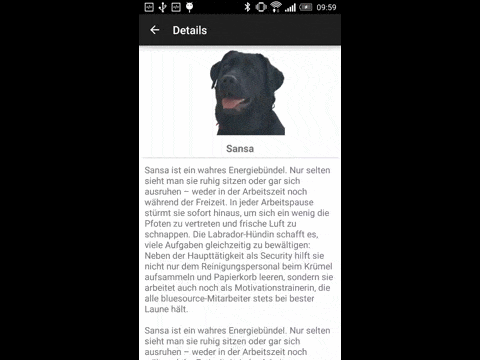 09:59
Details
Sansa
Sansa ist ein wahres Energiebündel. Nur selten
sieht man sie ruhig sitzen oder gar sich
ausruhen – weder in der Arbeitszeit noch
während der Freizeit. In jeder Arbeitspause
stürmt sie sofort hinaus, um sich ein wenig die
Pfoten zu vertreten und frische Luft zu
schnappen. Die Labrador-Hündin schafft es,
viele Aufgaben gleichzeitig zu bewältigen:
Neben der Haupttätigkeit als Security hilft sie
nicht nur dem Reinigungspersonal beim Krümel
aufsammeln und Papierkorb leeren, sondern sie
arbeitet auch noch als Motivationstrainerin, die
alle bluesource-Mitarbeiter stets bei bester
Laune hält.
Sansa ist ein wahres Energiebündel. Nur selten
sieht man sie ruhig sitzen oder gar sich
ausruhen – weder in der Arbeitszeit noch